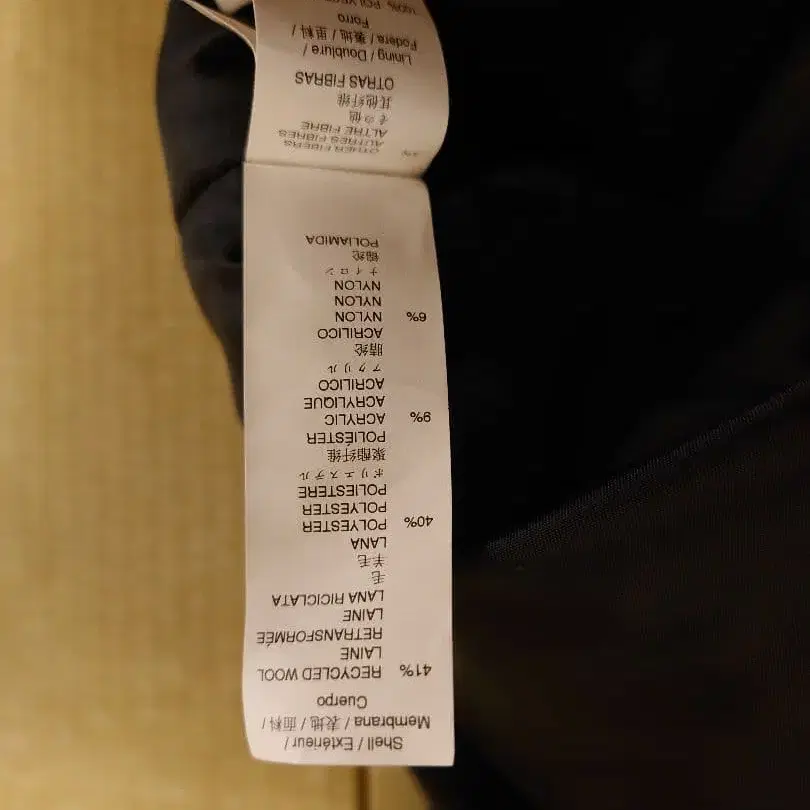 Shell / Extérieur /
Membrana / 表地 / 面料 /
Cuerpo
41% RECYCLED WOOL
LAINE
RETRANSFORMÉE
LAINE
LANA RICICLATA
毛
羊毛
LANA
40% POLYESTER
POLYESTER
POLIESTERE
ポリエステル
聚酯纤维
POLIÉSTER
9% ACRYLIC
ACRYLIQUE
ACRILICO
アクリル
腈纶
ACRILICO
6% NYLON
NYLON
NYLON
ナイロン
锦纶
POLIAMIDA
OTHER FIBERS
AUTRES FIBRES
ALTRE FIBRE
その他
其他纤维
OTRAS FIBRAS
Lining / Doublure /
Fodera / 裏地 / 里料 /
Forro
100%